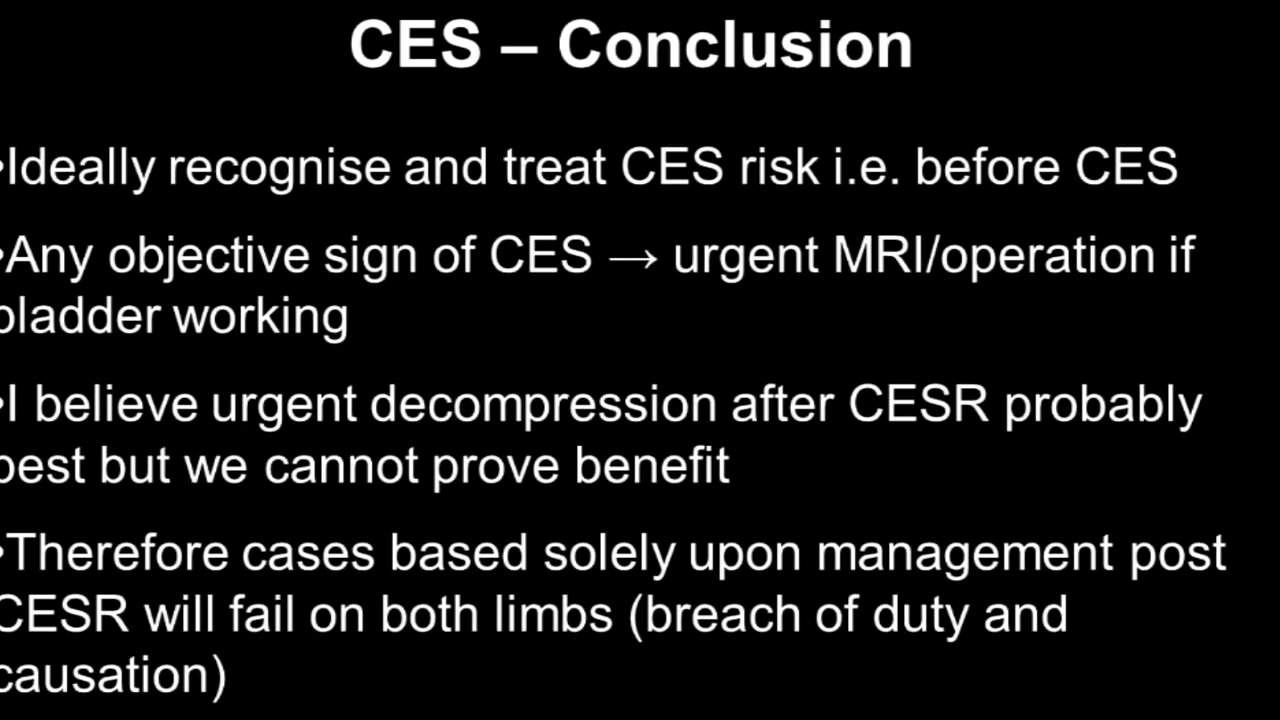 CES – Conclusion
•Ideally recognise and treat CES risk i.e. before CES
•Any objective sign of CES → urgent MRI/operation if
bladder working
•I believe urgent decompression after CESR probably
best but we cannot prove benefit
•Therefore cases based solely upon management post
CESR will fail on both limbs (breach of duty and
causation)